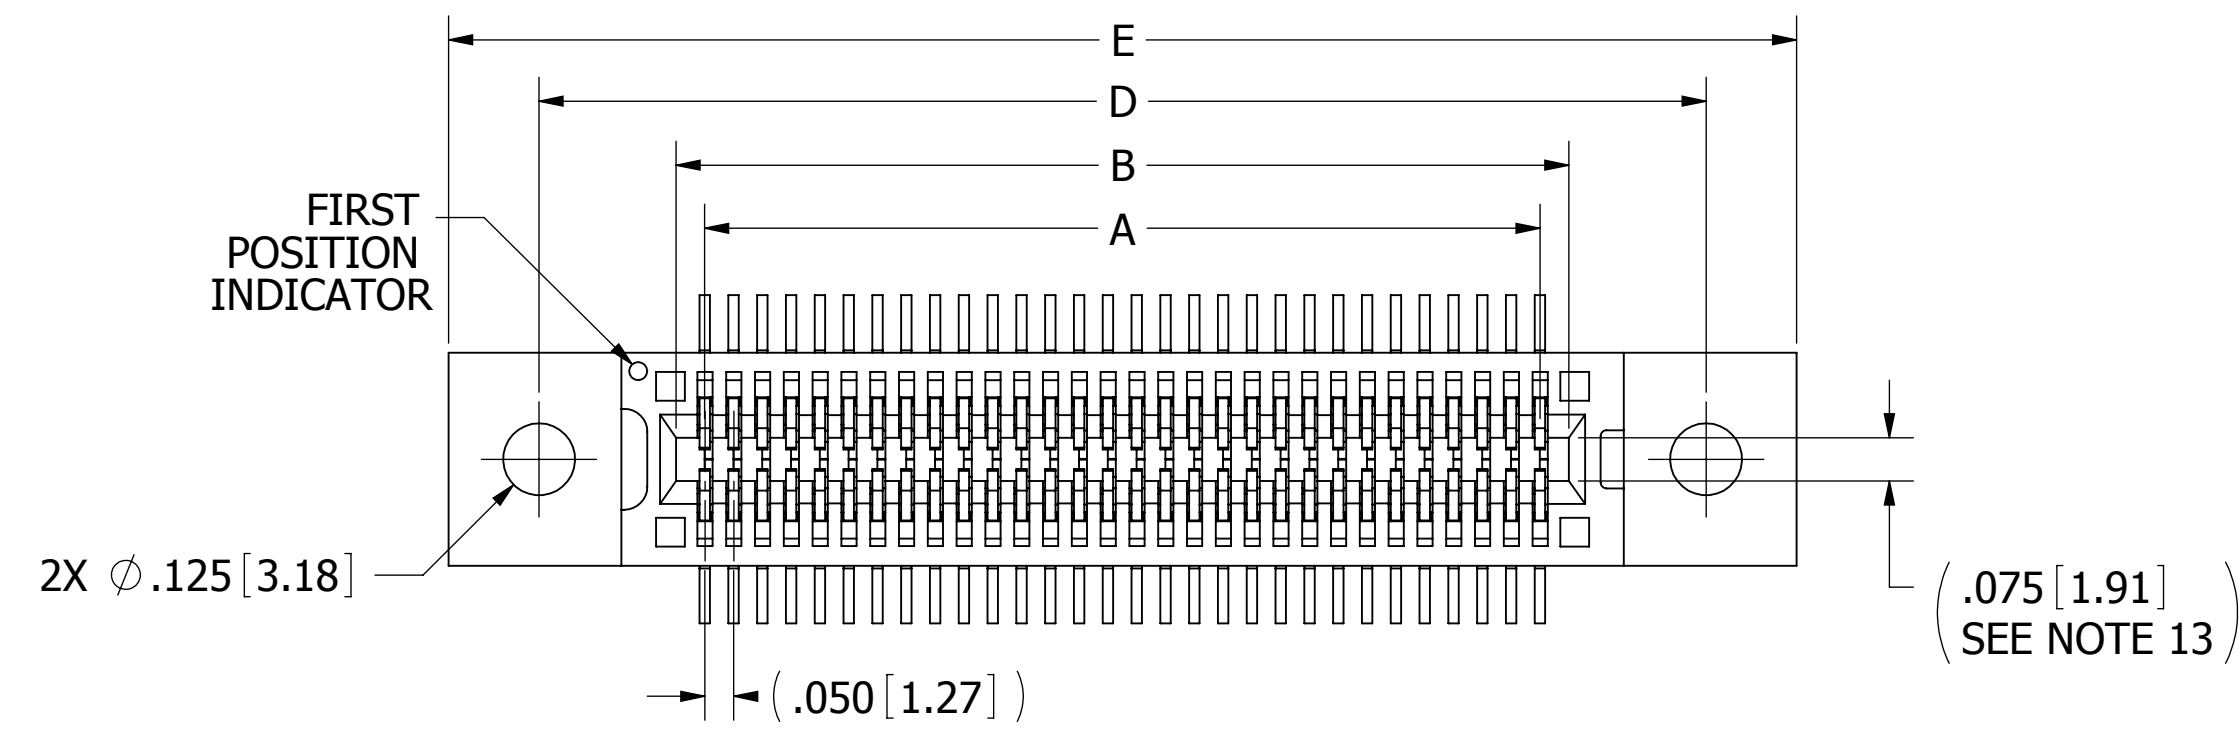 E
D
B
A
FIRST
POSITION
INDICATOR
2X ∅.125[3.18]
(.075[1.91]
SEE NOTE 13)
(.050[1.27])